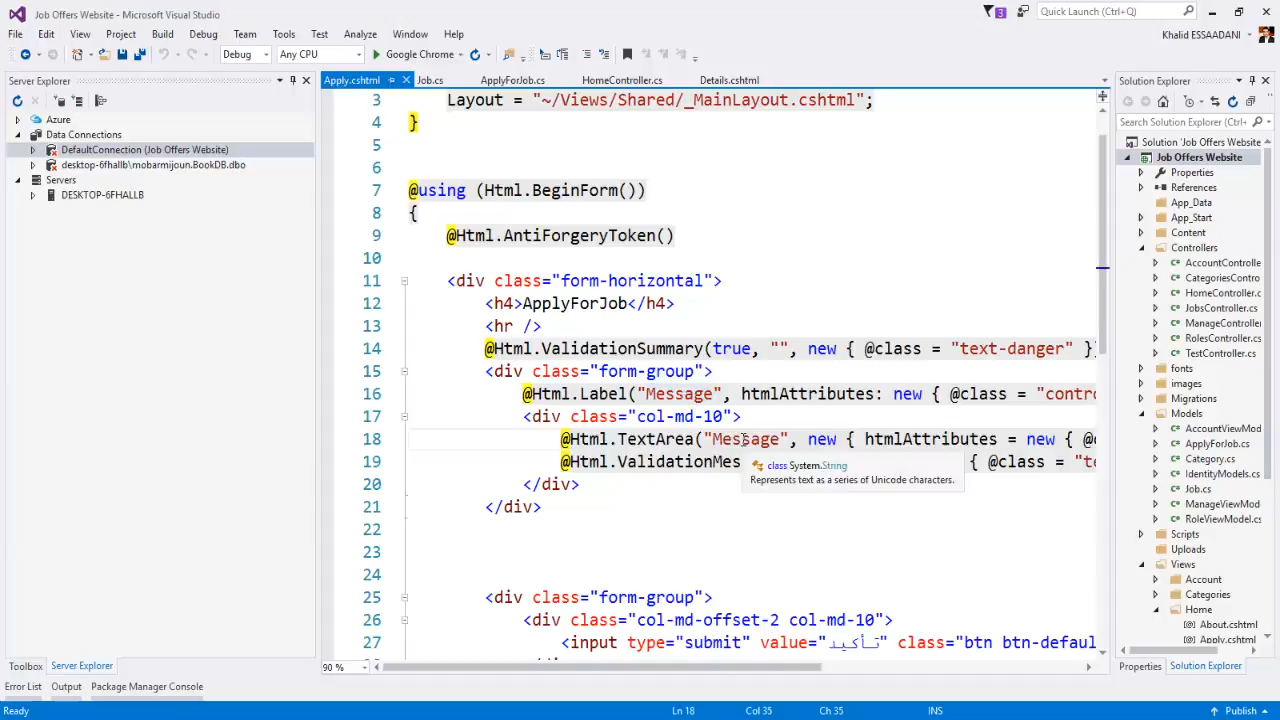 Job Offers Website - Microsoft Visual Studio
3
Quick Launch (Ctrl+Q)
File Edit View Project Build Debug Team Tools Test Analyze Window Help
Khalid ESSAADANI
Debug Any CPU Google Chrome
Server Explorer
Azure
Data Connections
DefaultConnection (Job Offers Website)
desktop-6fhallb\mobarmijoun.BookDB.dbo
Servers
DESKTOP-6FHALLB
Toolbox Server Explorer
Apply.cshtml Job.cs ApplyForJob.cs HomeController.cs Details.cshtml
3 Layout = "~/Views/Shared/_MainLayout.cshtml";
4 }
5
6
7 @using (Html.BeginForm())
8 {
9 @Html.AntiForgeryToken()
10
11 <div class="form-horizontal">
12 <h4>ApplyForJob</h4>
13 <hr />
14 @Html.ValidationSummary(true, "", new { @class = "text-danger" })
15 <div class="form-group">
16 @Html.Label("Message", htmlAttributes: new { @class = "contro
17 <div class="col-md-10">
18 @Html.TextArea("Message", new { htmlAttributes = new { @c
19 @Html.ValidationMes { @class = "te
class System.String
Represents text as a series of Unicode characters.
20 </div>
21 </div>
22
23
24
25 <div class="form-group">
26 <div class="col-md-offset-2 col-md-10">
27 <input type="submit" value="تأكيد" class="btn btn-defaul
90 %
Solution Explorer
Search Solution Explorer (Ctrl+
Solution 'Job Offers Website'
Job Offers Website
Properties
References
App_Data
App_Start
Content
Controllers
AccountControlle
CategoriesContro
HomeController.c
JobsController.cs
ManageController
RolesController.cs
TestController.cs
fonts
images
Migrations
Models
AccountViewMod
ApplyForJob.cs
Category.cs
IdentityModels.c
Job.cs
ManageViewMod
RoleViewModel.cs
Scripts
Uploads
Views
Account
Categories
Home
About.cshtml
Apply.cshtml
Properties Solution Explorer
Error List Output Package Manager Console
Ready Ln 18 Col 35 Ch 35 INS Publish